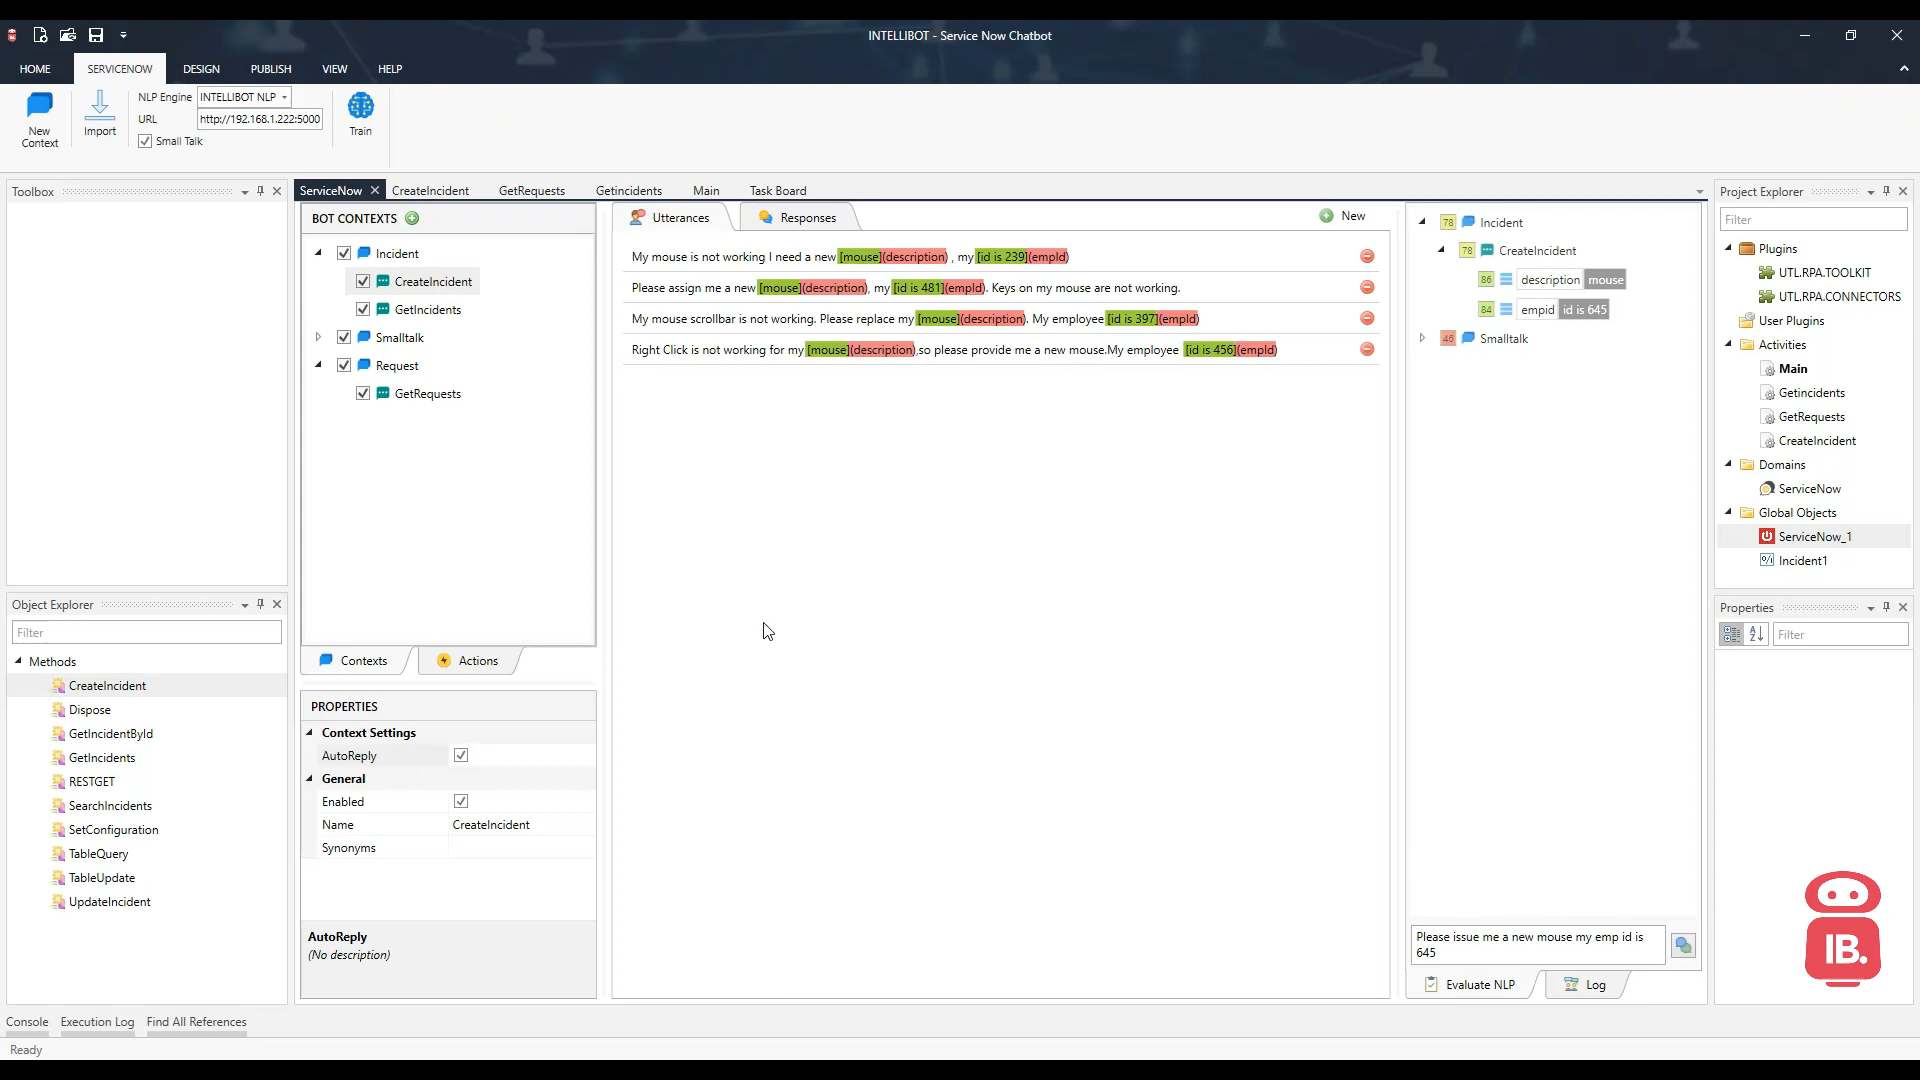 INTELLIBOT - Service Now Chatbot
HOME SERVICENOW DESIGN PUBLISH VIEW HELP
New Context
Import
NLP Engine INTELLIBOT NLP
URL http://192.168.1.222:5000
Small Talk
Train
Toolbox
Object Explorer
Filter
Methods
CreateIncident
Dispose
GetIncidentById
GetIncidents
RESTGET
SearchIncidents
SetConfiguration
TableQuery
TableUpdate
UpdateIncident
ServiceNow CreateIncident GetRequests Getincidents Main Task Board
BOT CONTEXTS
Incident
CreateIncident
GetIncidents
Smalltalk
Request
GetRequests
Contexts Actions
PROPERTIES
Context Settings
AutoReply
General
Enabled
Name CreateIncident
Synonyms
AutoReply
(No description)
Utterances Responses New
My mouse is not working I need a new [mouse](description) , my [id is 239](empId)
Please assign me a new [mouse](description), my [id is 481](empId). Keys on my mouse are not working.
My mouse scrollbar is not working. Please replace my [mouse](description). My employee [id is 397](empId)
Right Click is not working for my [mouse](description),so please provide me a new mouse.My employee [id is 456](empId)
78 Incident
78 CreateIncident
86 description mouse
84 empid id is 645
46 Smalltalk
Please issue me a new mouse my emp id is
645
Evaluate NLP Log
Project Explorer
Filter
Plugins
UTL.RPA.TOOLKIT
UTL.RPA.CONNECTORS
User Plugins
Activities
Main
Getincidents
GetRequests
CreateIncident
Domains
ServiceNow
Global Objects
ServiceNow_1
Incident1
Properties
Filter
IB.
Console Execution Log Find All References
Ready